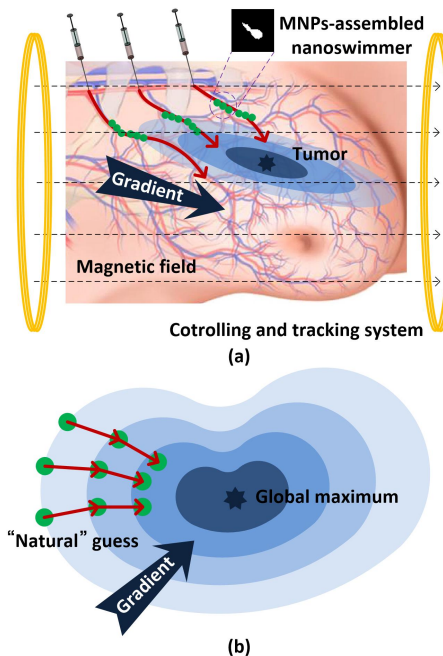 MNPs-assembled
nanoswimmer
Tumor
Gradient
Magnetic field
Cotrolling and tracking system
(a)
Global maximum
“Natural” guess
Gradient
(b)